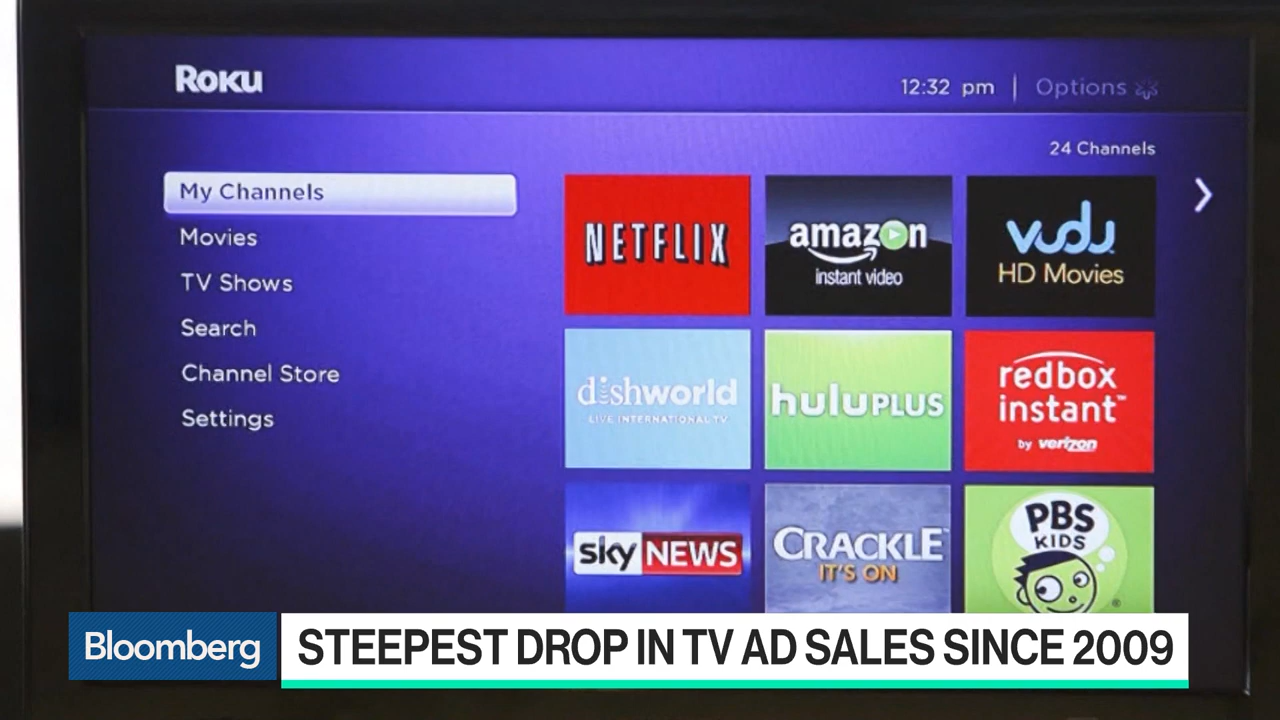 Roku
12:32 pm | Options
24 Channels
My Channels
Movies
TV Shows
Search
Channel Store
Settings
NETFLIX
amazon
instant video
vudu
HD Movies
dishworld
LIVE INTERNATIONAL TV
huluPLUS
redbox
instant™
by verizon
sky NEWS
CRACKLE™
IT'S ON
PBS
KIDS
®
Bloomberg
STEEPEST DROP IN TV AD SALES SINCE 2009